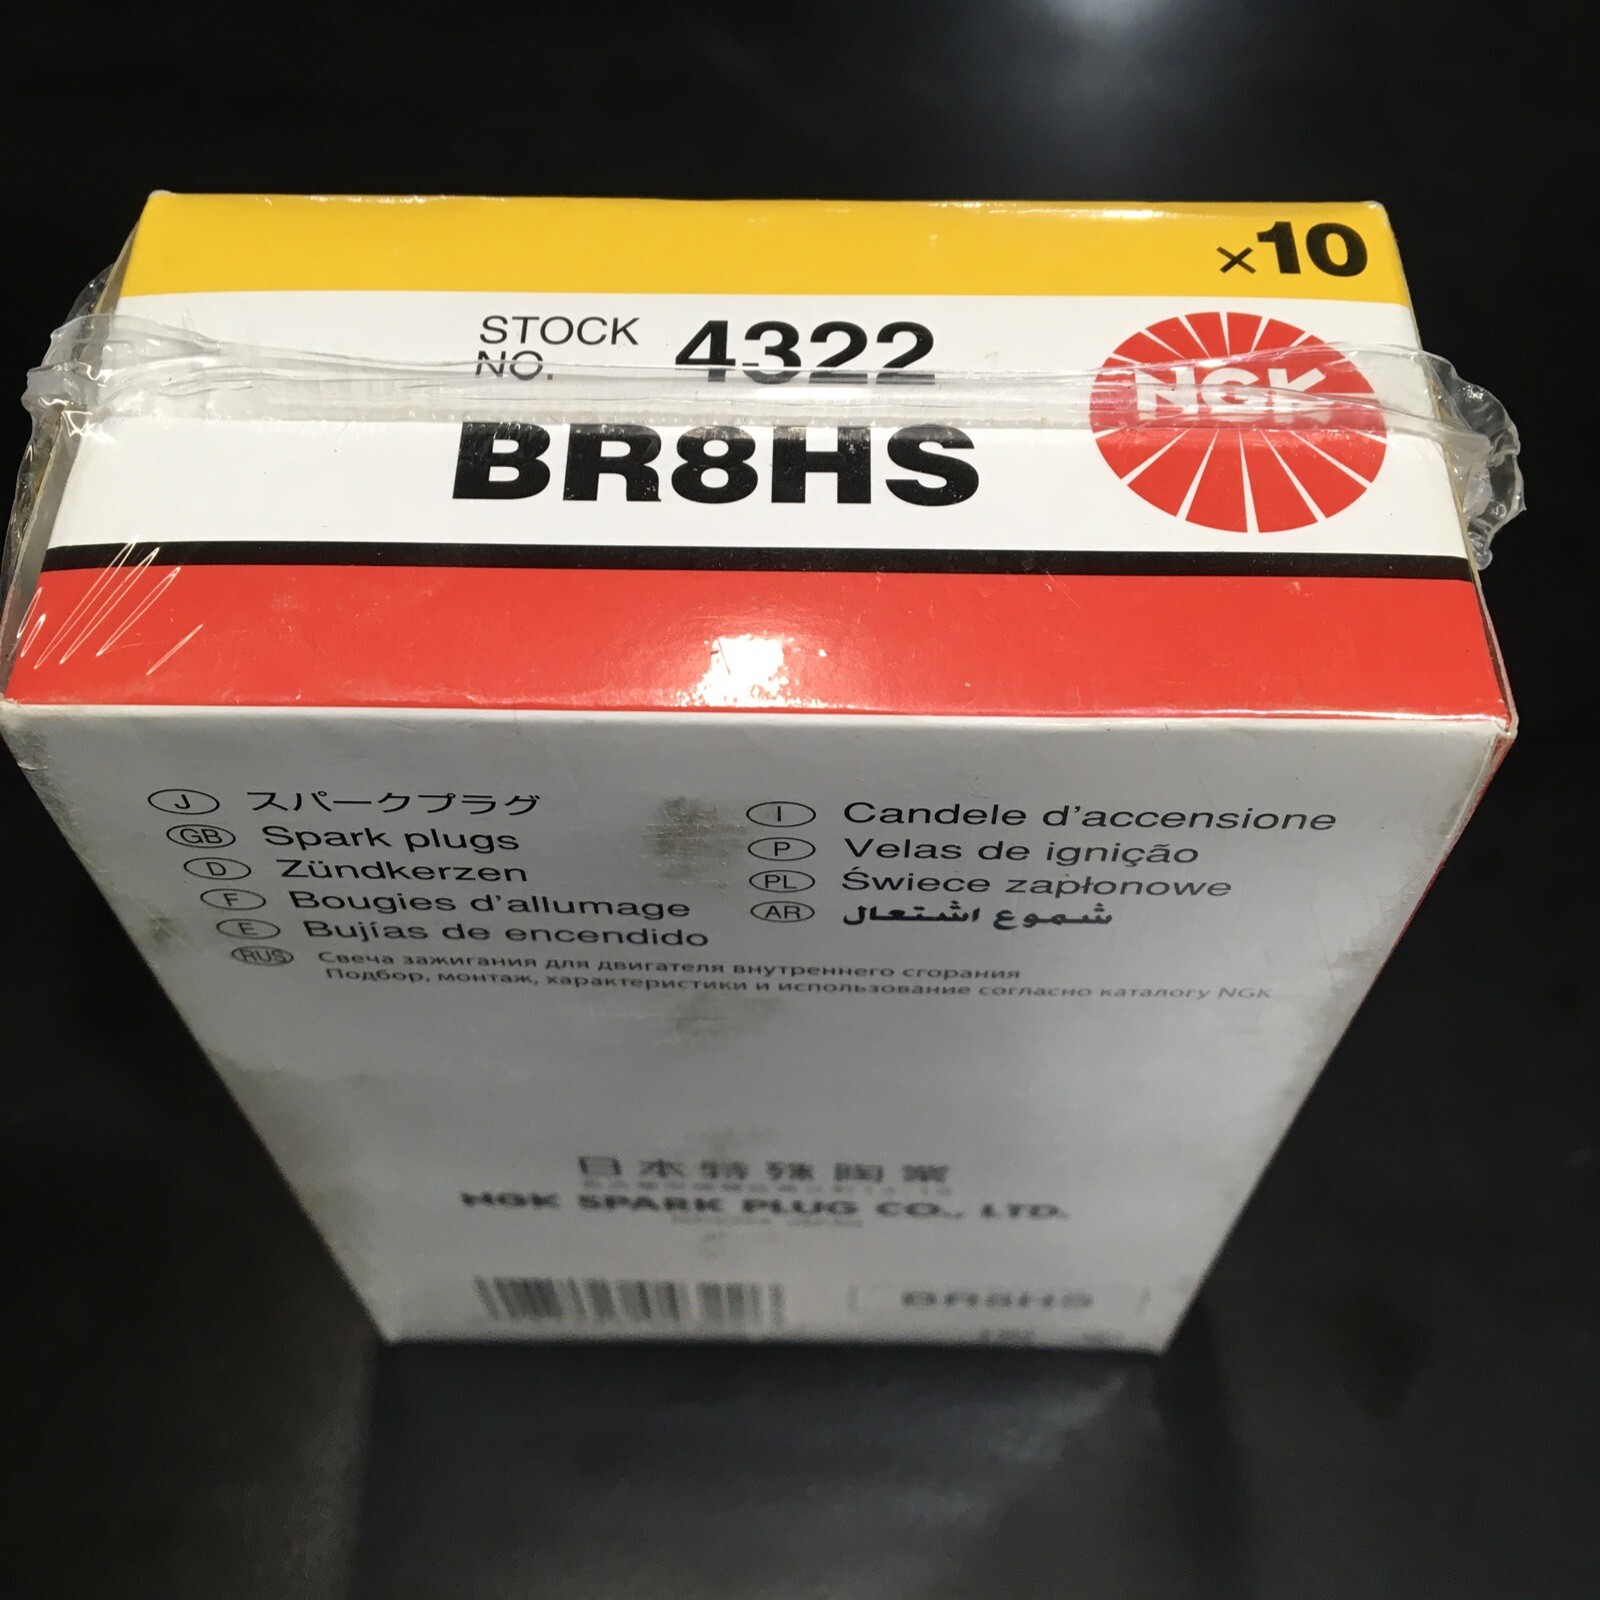 ×10
STOCK NO. 4322
NGK
BR8HS
J スパークプラグ
GB Spark plugs
D Zündkerzen
F Bougies d'allumage
E Bujías de encendido
RUS Свеча зажигания для двигателя внутреннего сгорания
Подбор, монтаж, характеристики и использование согласно каталогу NGK
I Candele d'accensione
P Velas de ignição
PL Świece zapłonowe
AR شموع اشتعال
日本特殊陶業
NGK SPARK PLUG CO., LTD.
BR8HS